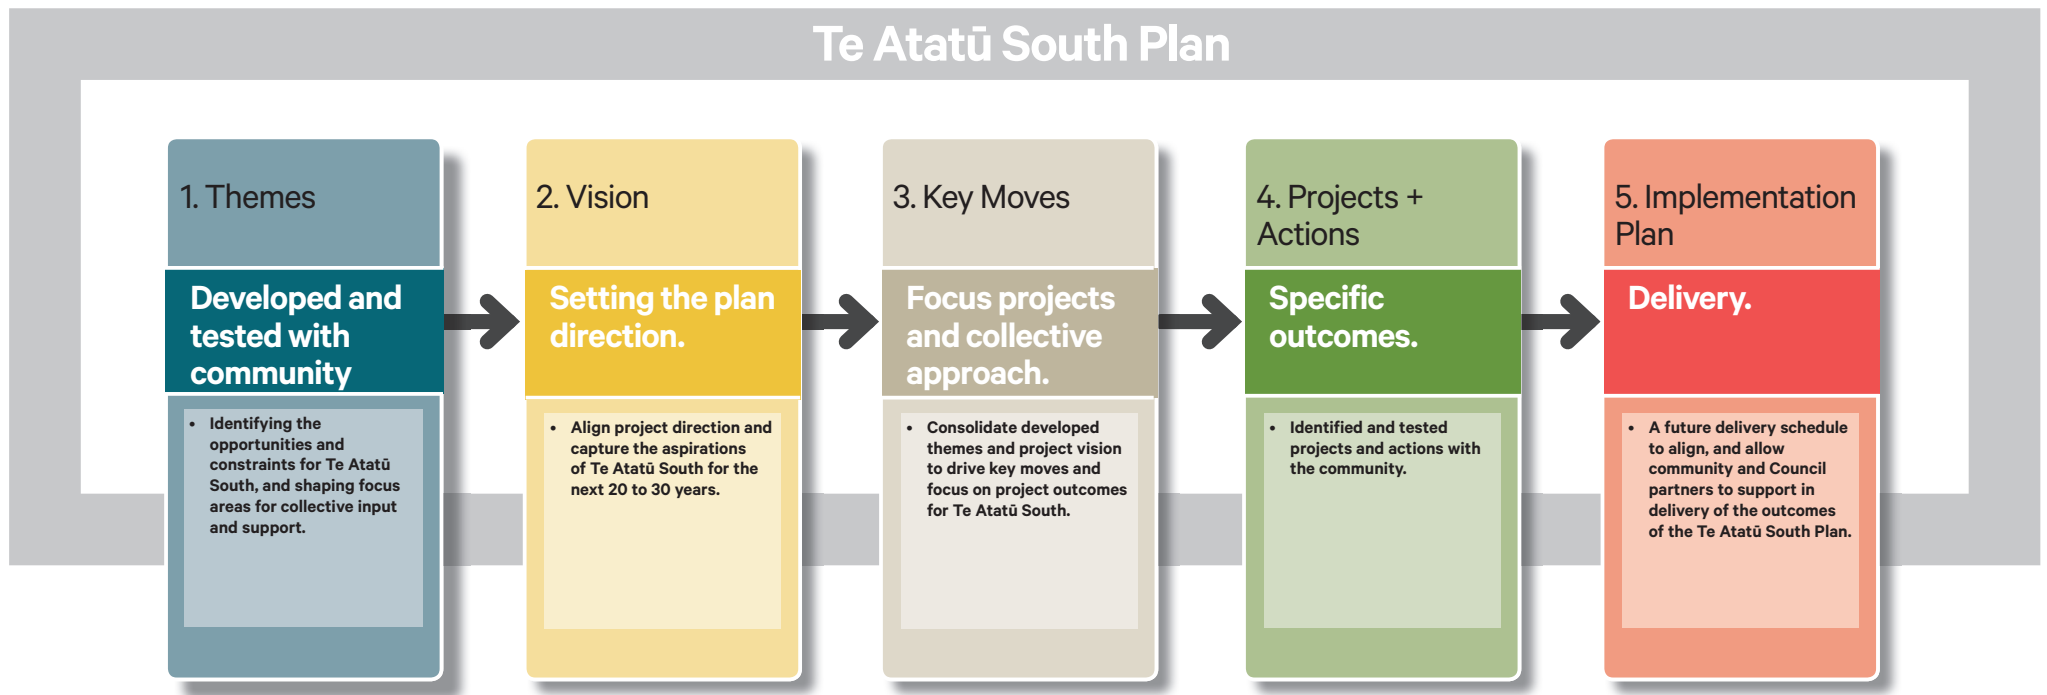 Te Atatū South Plan
1. Themes
Developed and
tested with
community
• Identifying the
opportunities and
constraints for Te Atatū
South, and shaping focus
areas for collective input
and support.
2. Vision
Setting the plan
direction.
• Align project direction and
capture the aspirations
of Te Atatū South for the
next 20 to 30 years.
3. Key Moves
Focus projects
and collective
approach.
• Consolidate developed
themes and project vision
to drive key moves and
focus on project outcomes
for Te Atatū South.
4. Projects +
Actions
Specific
outcomes.
• Identified and tested
projects and actions with
the community.
5. Implementation
Plan
Delivery.
• A future delivery schedule
to align, and allow
community and Council
partners to support in
delivery of the outcomes
of the Te Atatū South Plan.